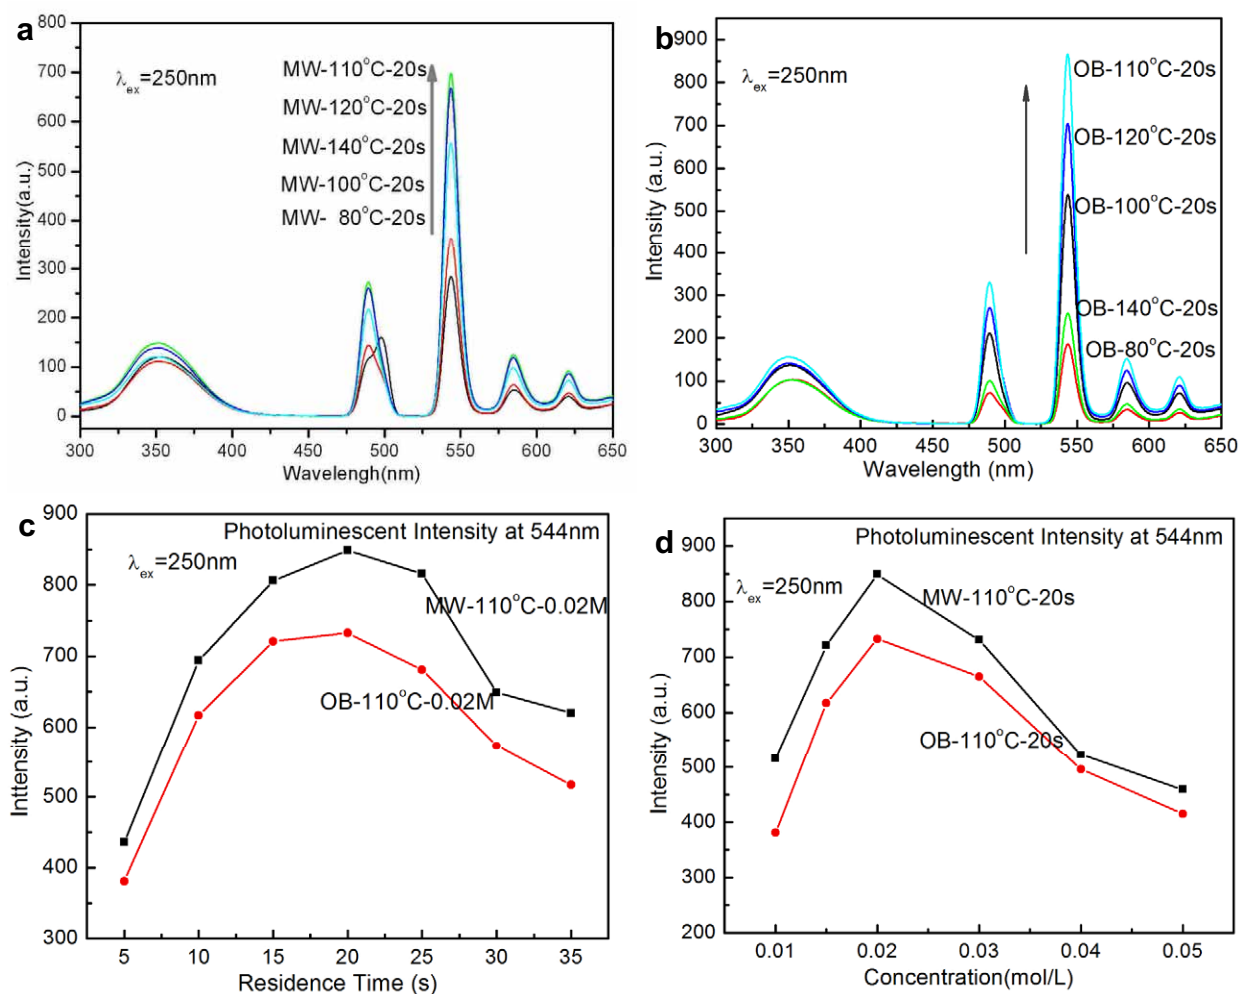 a
800
700
600
500
400
300
200
100
0
Intensity(a.u.)
λex=250nm
MW-110°C-20s
MW-120°C-20s
MW-140°C-20s
MW-100°C-20s
MW- 80°C-20s
300 350 400 450 500 550 600 650
Wavelengh(nm)
b
900
800
700
600
500
400
300
200
100
0
Intensity (a.u.)
λex=250nm
OB-110°C-20s
OB-120°C-20s
OB-100°C-20s
OB-140°C-20s
OB-80°C-20s
300 350 400 450 500 550 600 650
Wavelength (nm)
c
900
800
700
600
500
400
300
Inttensity (a.u.)
Photoluminescent Intensity at 544nm
λex=250nm
MW-110°C-0.02M
OB-110°C-0.02M
5 10 15 20 25 30 35
Residence Time (s)
d
900
800
700
600
500
400
300
200
Intensity (a.u.)
Photoluminescent Intensity at 544nm
λex=250nm
MW-110°C-20s
OB-110°C-20s
0.01 0.02 0.03 0.04 0.05
Concentration(mol/L)